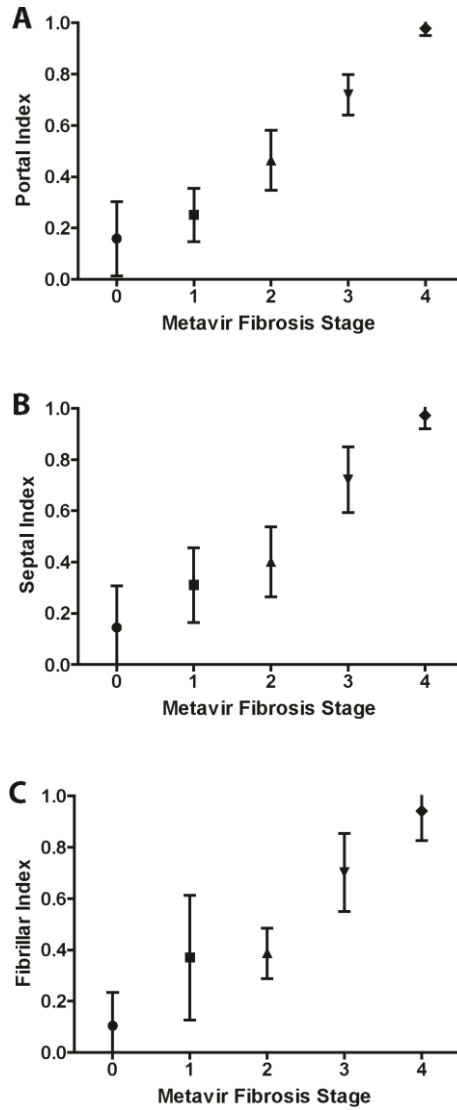 A
Portal Index
1.0
0.8
0.6
0.4
0.2
0.0
0 1 2 3 4
Metavir Fibrosis Stage
B
Septal Index
1.0
0.8
0.6
0.4
0.2
0.0
0 1 2 3 4
Metavir Fibrosis Stage
C
Fibrillar Index
1.0
0.8
0.6
0.4
0.2
0.0
0 1 2 3 4
Metavir Fibrosis Stage